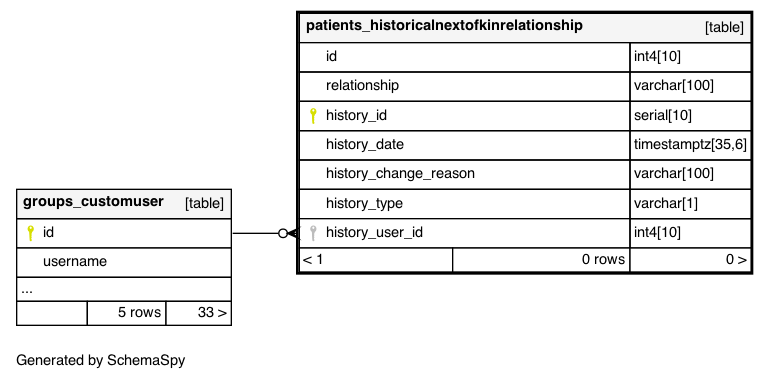 patients_historicalnextofkinrelationship [table]
id int4[10]
relationship varchar[100]
history_id serial[10]
history_date timestamptz[35,6]
history_change_reason varchar[100]
history_type varchar[1]
history_user_id int4[10]
< 1 0 rows 0 >
groups_customuser [table]
id
username
...
5 rows 33 >
Generated by SchemaSpy